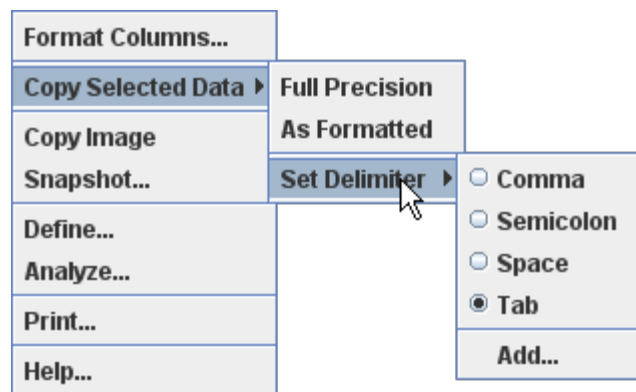 Format Columns...
Copy Selected Data
Copy Image
Snapshot...
Define...
Analyze...
Print...
Help...
Full Precision
As Formatted
Set Delimiter
Comma
Semicolon
Space
Tab
Add...